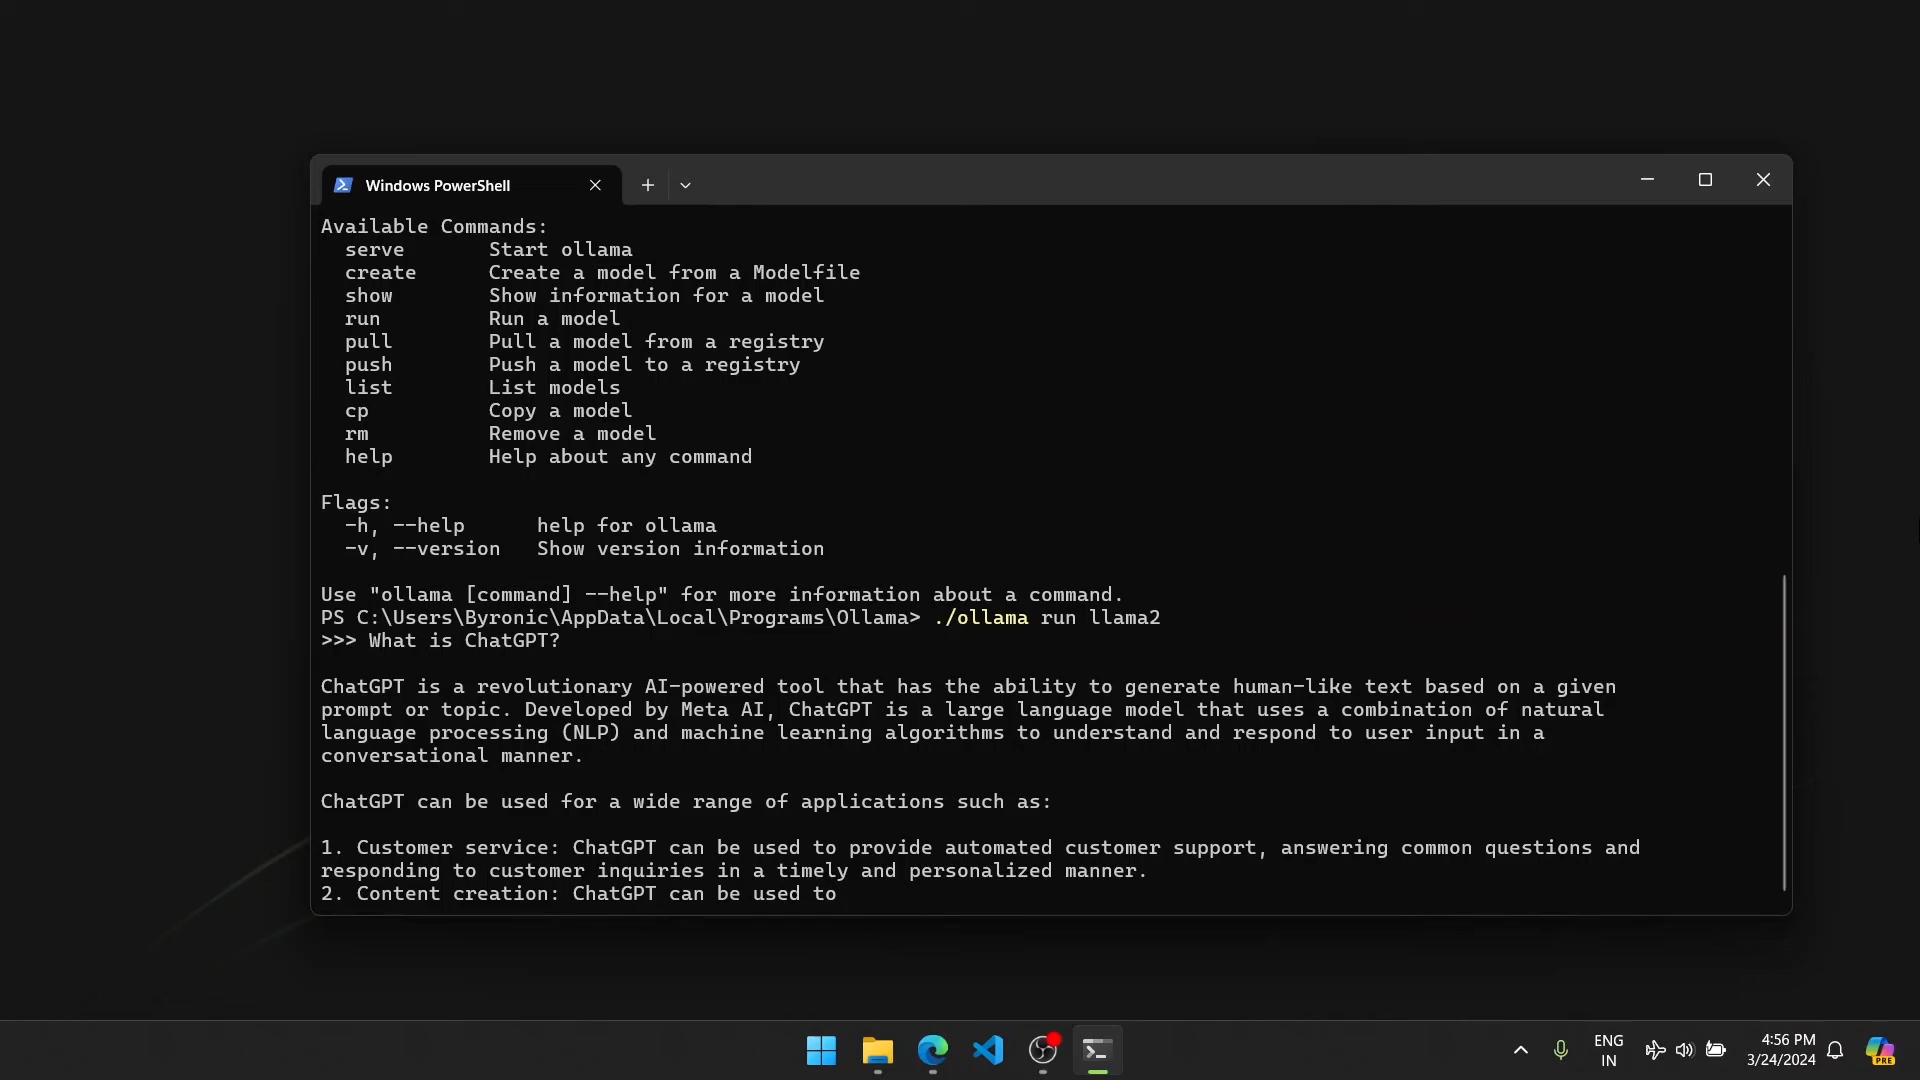 Windows PowerShell
Available Commands:
serve Start ollama
create Create a model from a Modelfile
show Show information for a model
run Run a model
pull Pull a model from a registry
push Push a model to a registry
list List models
cp Copy a model
rm Remove a model
help Help about any command
Flags:
-h, --help help for ollama
-v, --version Show version information
Use "ollama [command] --help" for more information about a command.
PS C:\Users\Byronic\AppData\Local\Programs\Ollama> ./ollama run llama2
>>> What is ChatGPT?
ChatGPT is a revolutionary AI-powered tool that has the ability to generate human-like text based on a given
prompt or topic. Developed by Meta AI, ChatGPT is a large language model that uses a combination of natural
language processing (NLP) and machine learning algorithms to understand and respond to user input in a
conversational manner.
ChatGPT can be used for a wide range of applications such as:
1. Customer service: ChatGPT can be used to provide automated customer support, answering common questions and
responding to customer inquiries in a timely and personalized manner.
2. Content creation: ChatGPT can be used to
ENG
IN
4:56 PM
3/24/2024
PRE